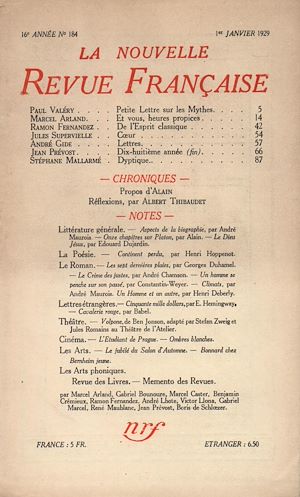 16e ANNÉE No 184 1er JANVIER 1929
LA NOUVELLE
REVUE FRANÇAISE
PAUL VALÉRY . . . . Petite Lettre sur les Mythes. . . . 5
MARCEL ARLAND. . . . Et vous, heures propices . . . . 14
RAMON FERNANDEZ . . De l'Esprit classique . . . . . 42
JULES SUPERVIELLE . . Cœur . . . . . . . . 54
ANDRÉ GIDE . . . . . Lettres. . . . . . . . 57
JEAN PRÉVOST. . . . . Dix-huitième année (fin). . . . . 66
STÉPHANE MALLARMÉ . Dyptique. . . . . . . . 87
— CHRONIQUES —
Propos d'ALAIN
Réflexions, par ALBERT THIBAUDET
— NOTES —
Littérature générale. — Aspects de la biographie, par André
Maurois. — Onze chapitres sur Platon, par Alain. — Le Dieu
Jésus, par Edouard Dujardin.
La Poésie. — Continent perdu, par Henri Hoppenot.
Le Roman. — Les sept dernières plaies, par Georges Duhamel.
— Le Crime des justes, par André Chamson. — Un homme se
penche sur son passé, par Constantin-Weyer. — Climats, par
André Maurois. Un Homme et un autre, par Henri Deberly.
Lettres étrangères. — Cinquante mille dollars, par E. Hemingway.
— Cavalerie rouge, par Babel.
Théâtre. — Volpone, de Ben Jonson, adapté par Stefan Zweig et
Jules Romains au Théâtre de l'Atelier.
Cinéma. — L'Etudiant de Prague. — Ombres blanches.
Les Arts. — Le jubilé du Salon d'Automne. — Bonnard chez
Bernheim jeune.
Les Arts phoniques.
Revue des Livres. — Memento des Revues.
par Marcel Arland, Gabriel Bounoure, Marcel Caster, Benjamin
Crémieux, Ramon Fernandez, André Lhote, Victor Llona, Gabriel
Marcel, René Maublanc, Jean Prévost, Boris de Schlœzer.
nrf
FRANCE : 5 FR. ETRANGER : 6.50